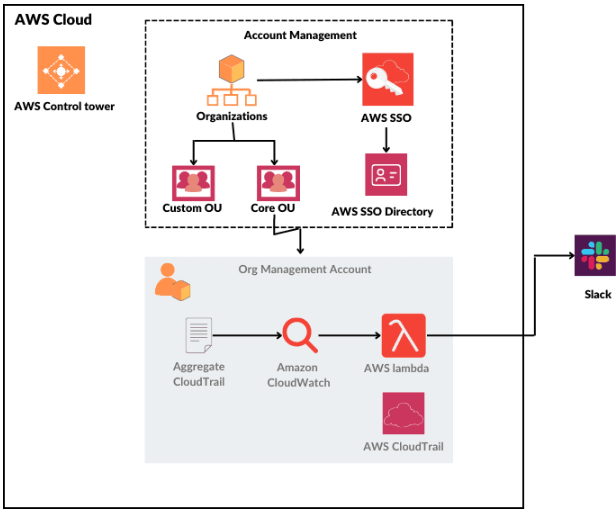 AWS Cloud
Account Management
AWS Control tower
Organizations
AWS SSO
Custom OU
Core OU
AWS SSO Directory
Org Management Account
Slack
Aggregate
CloudTrail
Amazon
CloudWatch
AWS lambda
AWS CloudTrail